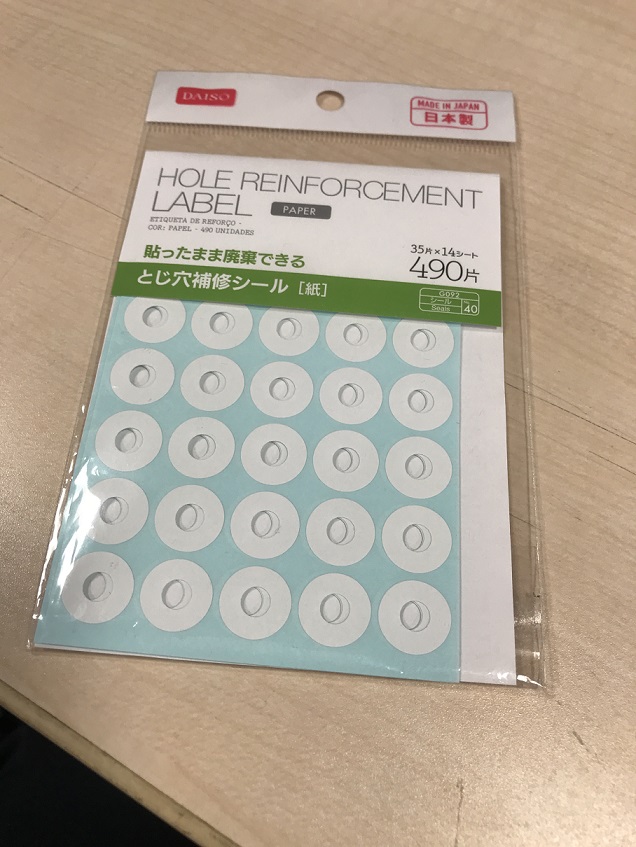 DAISO
MADE IN JAPAN
日本製
HOLE REINFORCEMENT
LABEL PAPER
ETIQUETA DE REFORÇO -
COR: PAPEL - 490 UNIDADES
35片×14シート
490片
貼ったまま廃棄できる
とじ穴補修シール [紙]
G092
シール
Seals
40